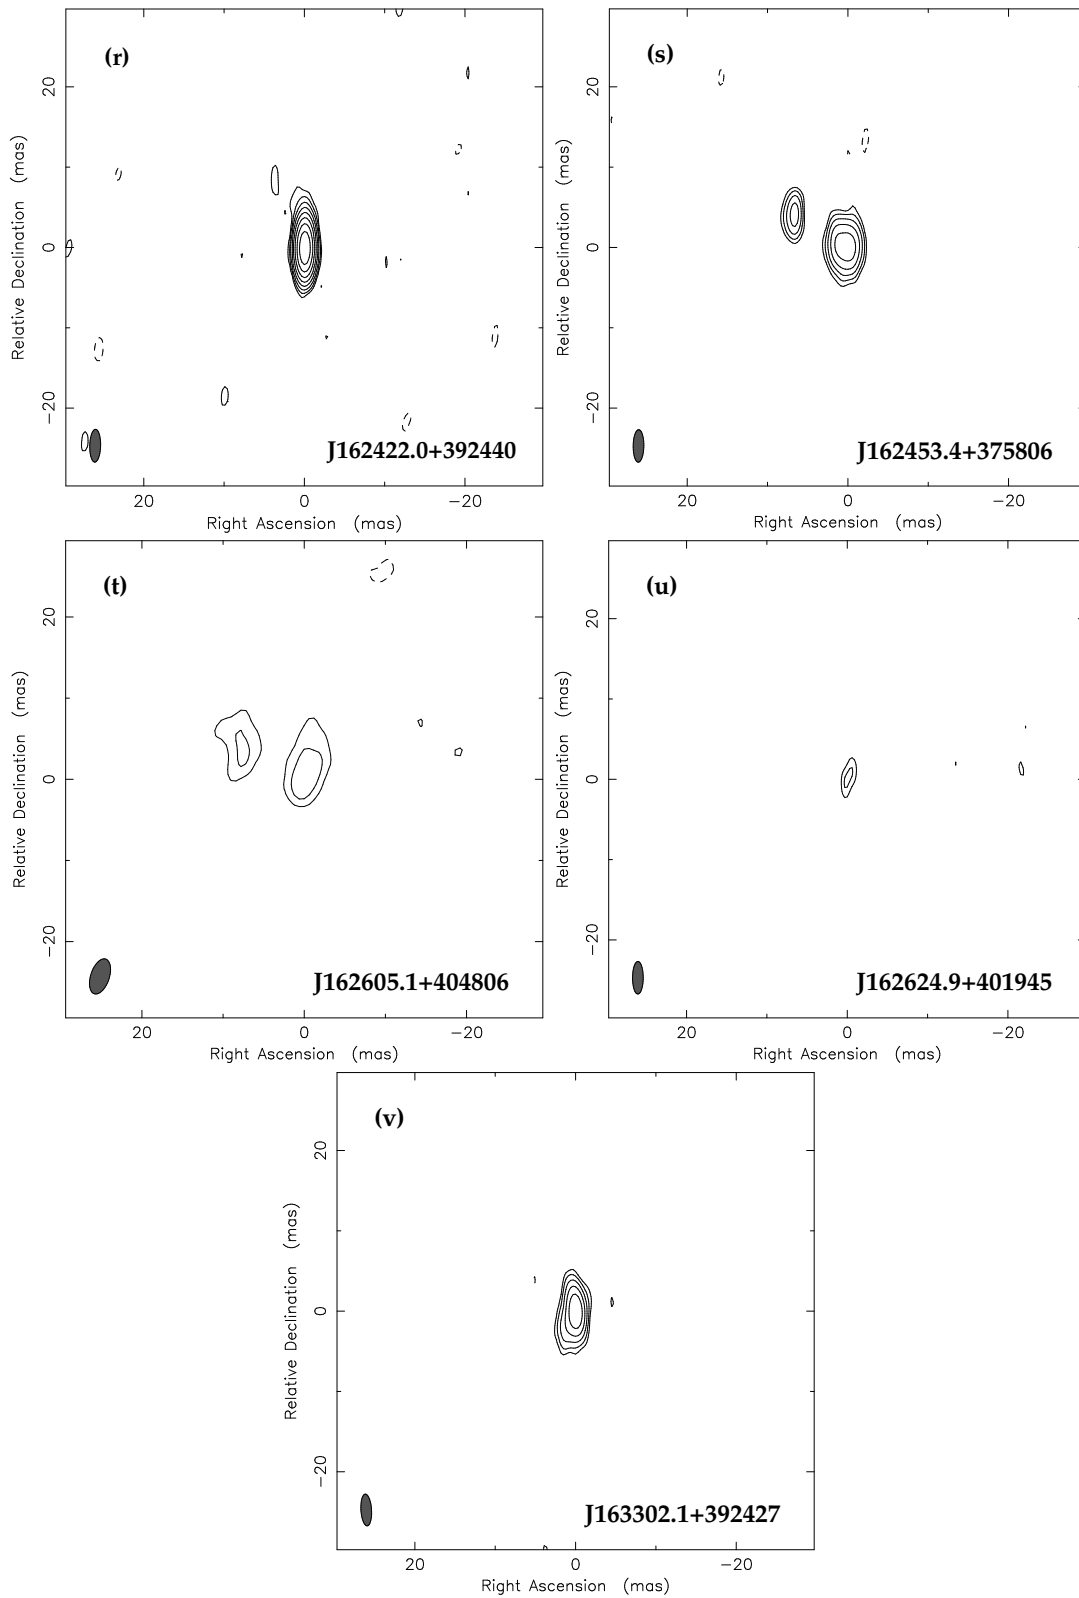 (r)
20
0
−20
Relative Declination (mas)
J162422.0+392440
20
0
−20
Right Ascension (mas)
(s)
20
0
−20
Relative Declination (mas)
J162453.4+375806
20
0
−20
Right Ascension (mas)
(t)
20
0
−20
Relative Declination (mas)
J162605.1+404806
20
0
−20
Right Ascension (mas)
(u)
20
0
−20
Relative Declination (mas)
J162624.9+401945
20
0
−20
Right Ascension (mas)
(v)
20
0
−20
Relative Declination (mas)
J163302.1+392427
20
0
−20
Right Ascension (mas)